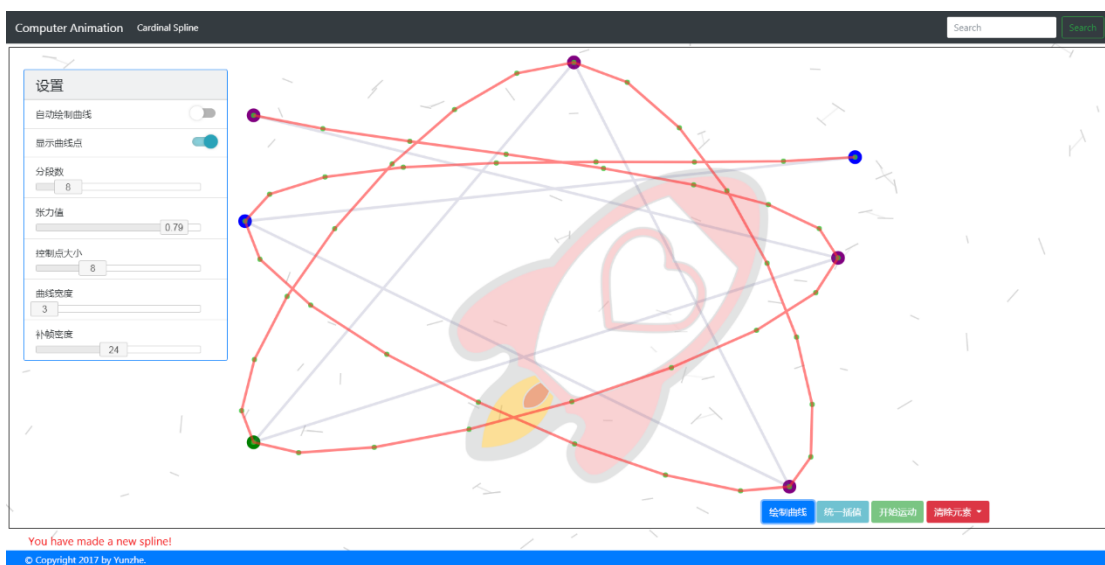 Computer Animation Cardinal Spline Search Search
设置
自动绘制曲线
显示曲线点
分段数
8
张力值
0.79
控制点大小
8
曲线宽度
3
补帧密度
24
绘制曲线 统一插值 开始运动 清除元素
You have made a new spline!
© Copyright 2017 by Yunzhe.